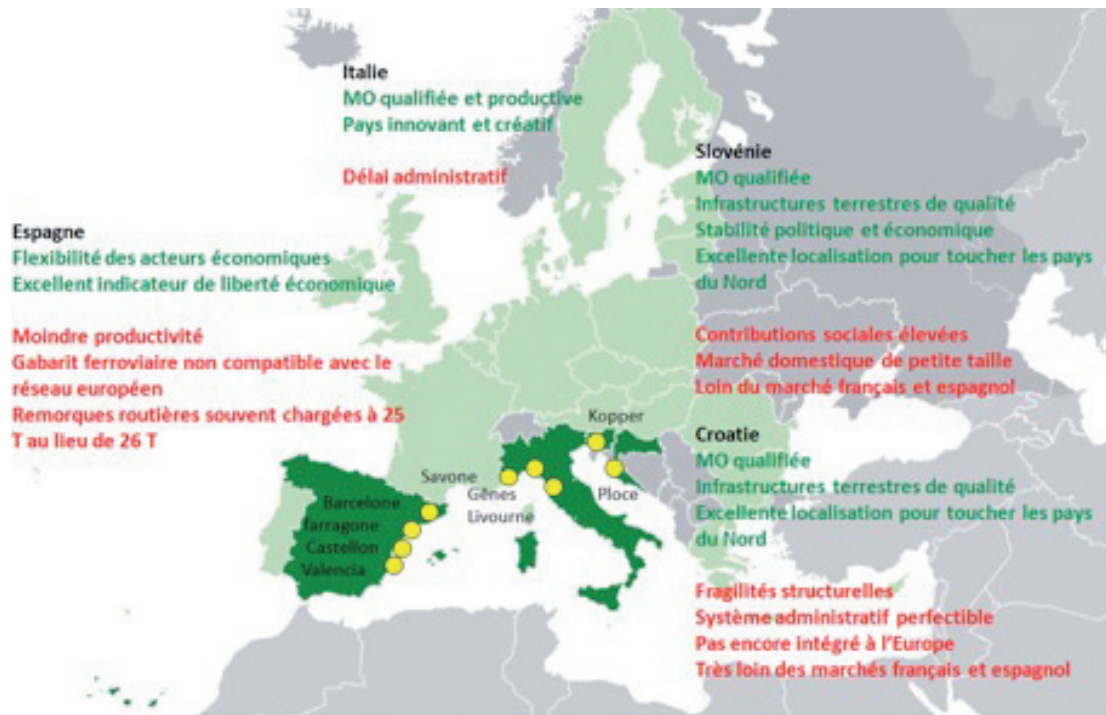 Italie
MO qualifiée et productive
Pays innovant et créatif
Délai administratif
Espagne
Flexibilité des acteurs économiques
Excellent indicateur de liberté économique
Moindre productivité
Gabarit ferroviaire non compatible avec le
réseau européen
Remorques routières souvent chargées à 25
T au lieu de 26 T
Slovénie
MO qualifiée
Infrastructures terrestres de qualité
Stabilité politique et économique
Excellente localisation pour toucher les pays
du Nord
Contributions sociales élevées
Marché domestique de petite taille
Loin du marché français et espagnol
Croatie
MO qualifiée
Infrastructures terrestres de qualité
Excellente localisation pour toucher les pays
du Nord
Fragilités structurelles
Système administratif perfectible
Pas encore intégré à l'Europe
Très loin des marchés français et espagnol
Kopper
Ploce
Savone
Gênes
Livourne
Barcelone
Tarragone
Castellon
Valencia